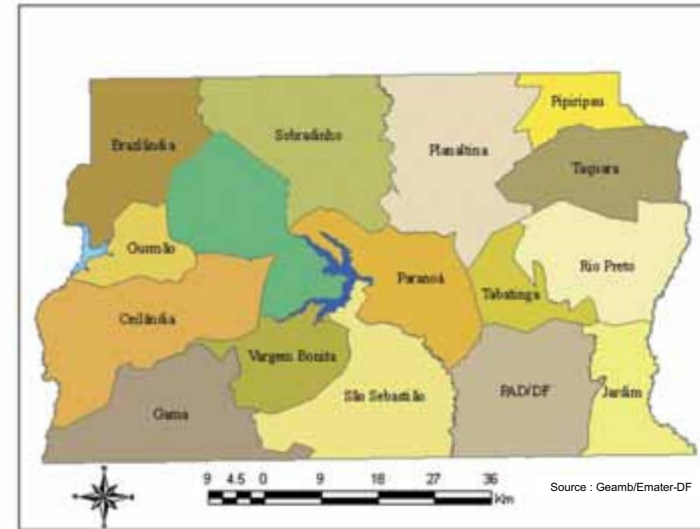 Pipiripau
Brazlândia
Sobradinho
Planaltina
Taquara
Ourmão
Rio Preto
Paranoá
Tabatinga
Ceilândia
Vargem Bonita
São Sebastião
PAD/DF
Jardim
Gama
9 4.5 0 9 18 27 36
Km
Source : Geamb/Emater-DF